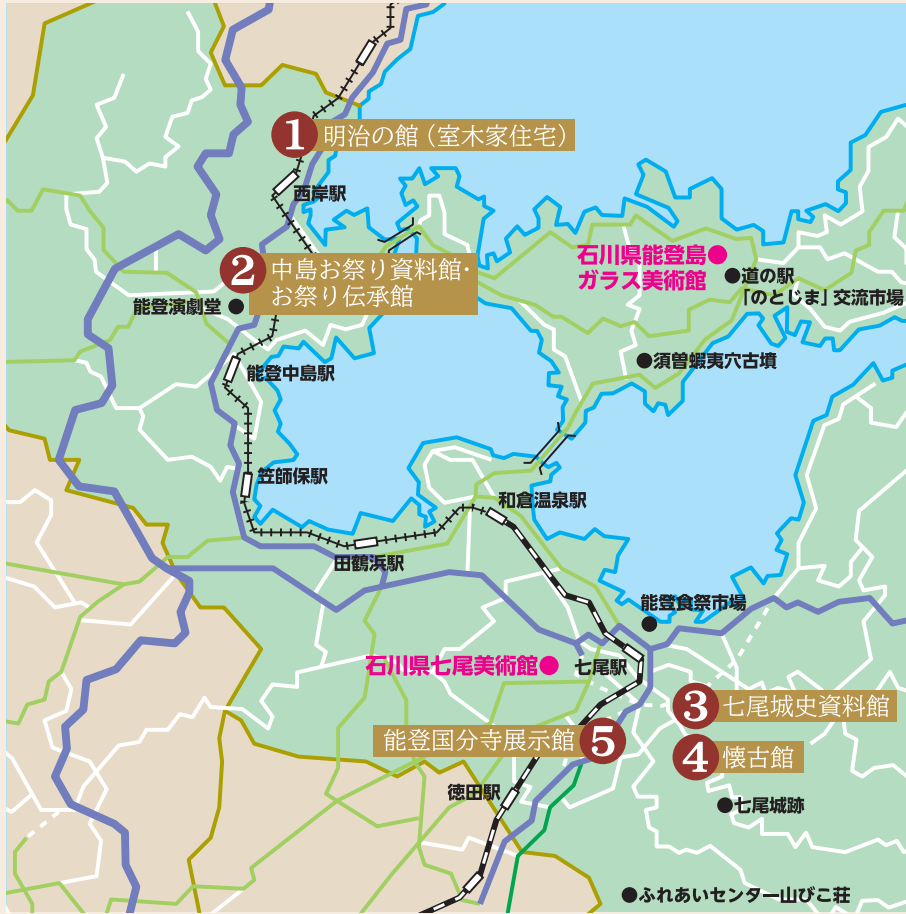 1 明治の館（室木家住宅）
西岸駅
石川県能登島
ガラス美術館
2 中島お祭り資料館・
お祭り伝承館
道の駅
「のとじま」交流市場
能登演劇堂
須曽蝦夷穴古墳
能登中島駅
笠師保駅
和倉温泉駅
田鶴浜駅
能登食祭市場
石川県七尾美術館
七尾駅
3 七尾城史資料館
能登国分寺展示館 5
4 懐古館
徳田駅
七尾城跡
ふれあいセンター山びこ荘